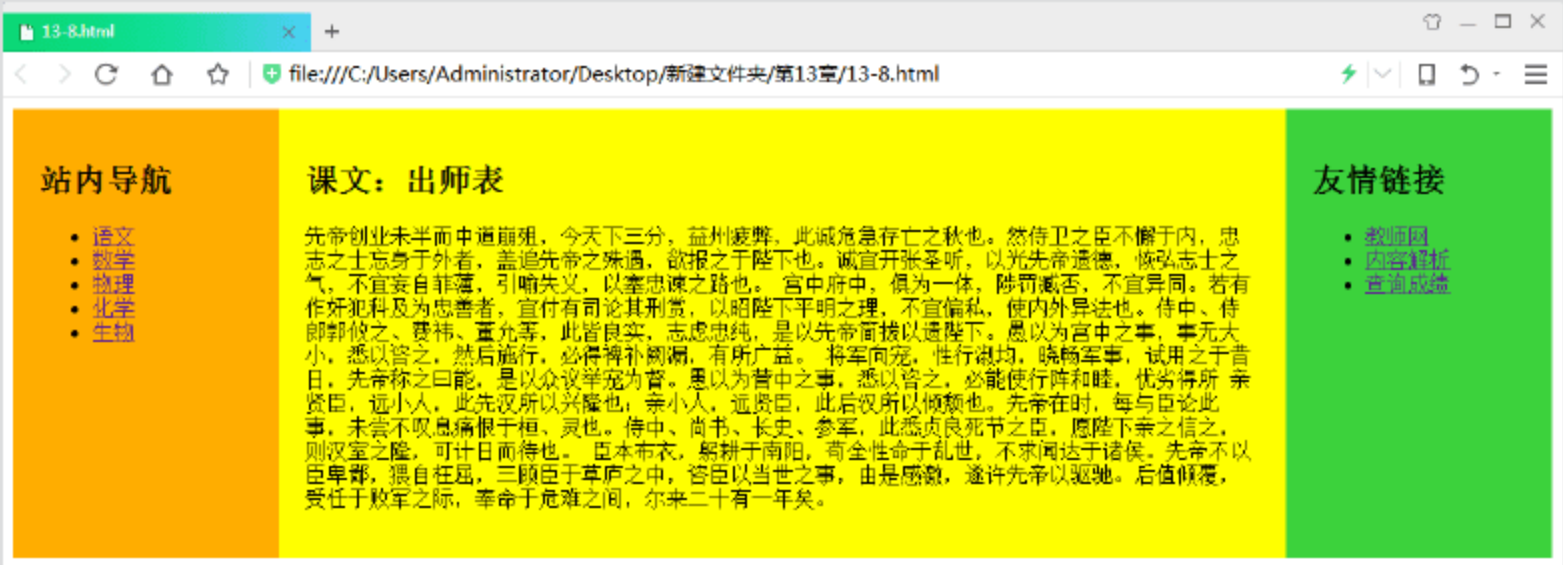 13-8.html
file:///C:/Users/Administrator/Desktop/新建文件夹/第13章/13-8.html
站内导航
语文
数学
物理
化学
生物
课文：出师表
先帝创业未半而中道崩殂，今天下三分，益州疲弊，此诚危急存亡之秋也。然侍卫之臣不懈于内，忠
志之士忘身于外者，盖追先帝之殊遇，欲报之于陛下也。诚宜开张圣听，以光先帝遗德，恢弘志士之
气，不宜妄自菲薄，引喻失义，以塞忠谏之路也。 宫中府中，俱为一体，陟罚臧否，不宜异同。若有
作奸犯科及为忠善者，宜付有司论其刑赏，以昭陛下平明之理，不宜偏私，使内外异法也。侍中、侍
郎郭攸之、费祎、董允等，此皆良实，志虑忠纯，是以先帝简拔以遗陛下。愚以为宫中之事，事无大
小，悉以咨之，然后施行，必得裨补阙漏，有所广益。 将军向宠，性行淑均，晓畅军事，试用之于昔
日，先帝称之曰能，是以众议举宠为督。愚以为营中之事，悉以咨之，必能使行阵和睦，优劣得所 亲
贤臣，远小人，此先汉所以兴隆也；亲小人，远贤臣，此后汉所以倾颓也。先帝在时，每与臣论此
事，未尝不叹息痛恨于桓、灵也。侍中、尚书、长史、参军，此悉贞良死节之臣，愿陛下亲之信之，
则汉室之隆，可计日而待也。 臣本布衣，躬耕于南阳，苟全性命于乱世，不求闻达于诸侯。先帝不以
臣卑鄙，猥自枉屈，三顾臣于草庐之中，咨臣以当世之事，由是感激，遂许先帝以驱驰。后值倾覆，
受任于败军之际，奉命于危难之间，尔来二十有一年矣。
友情链接
教师网
内容解析
查询成绩